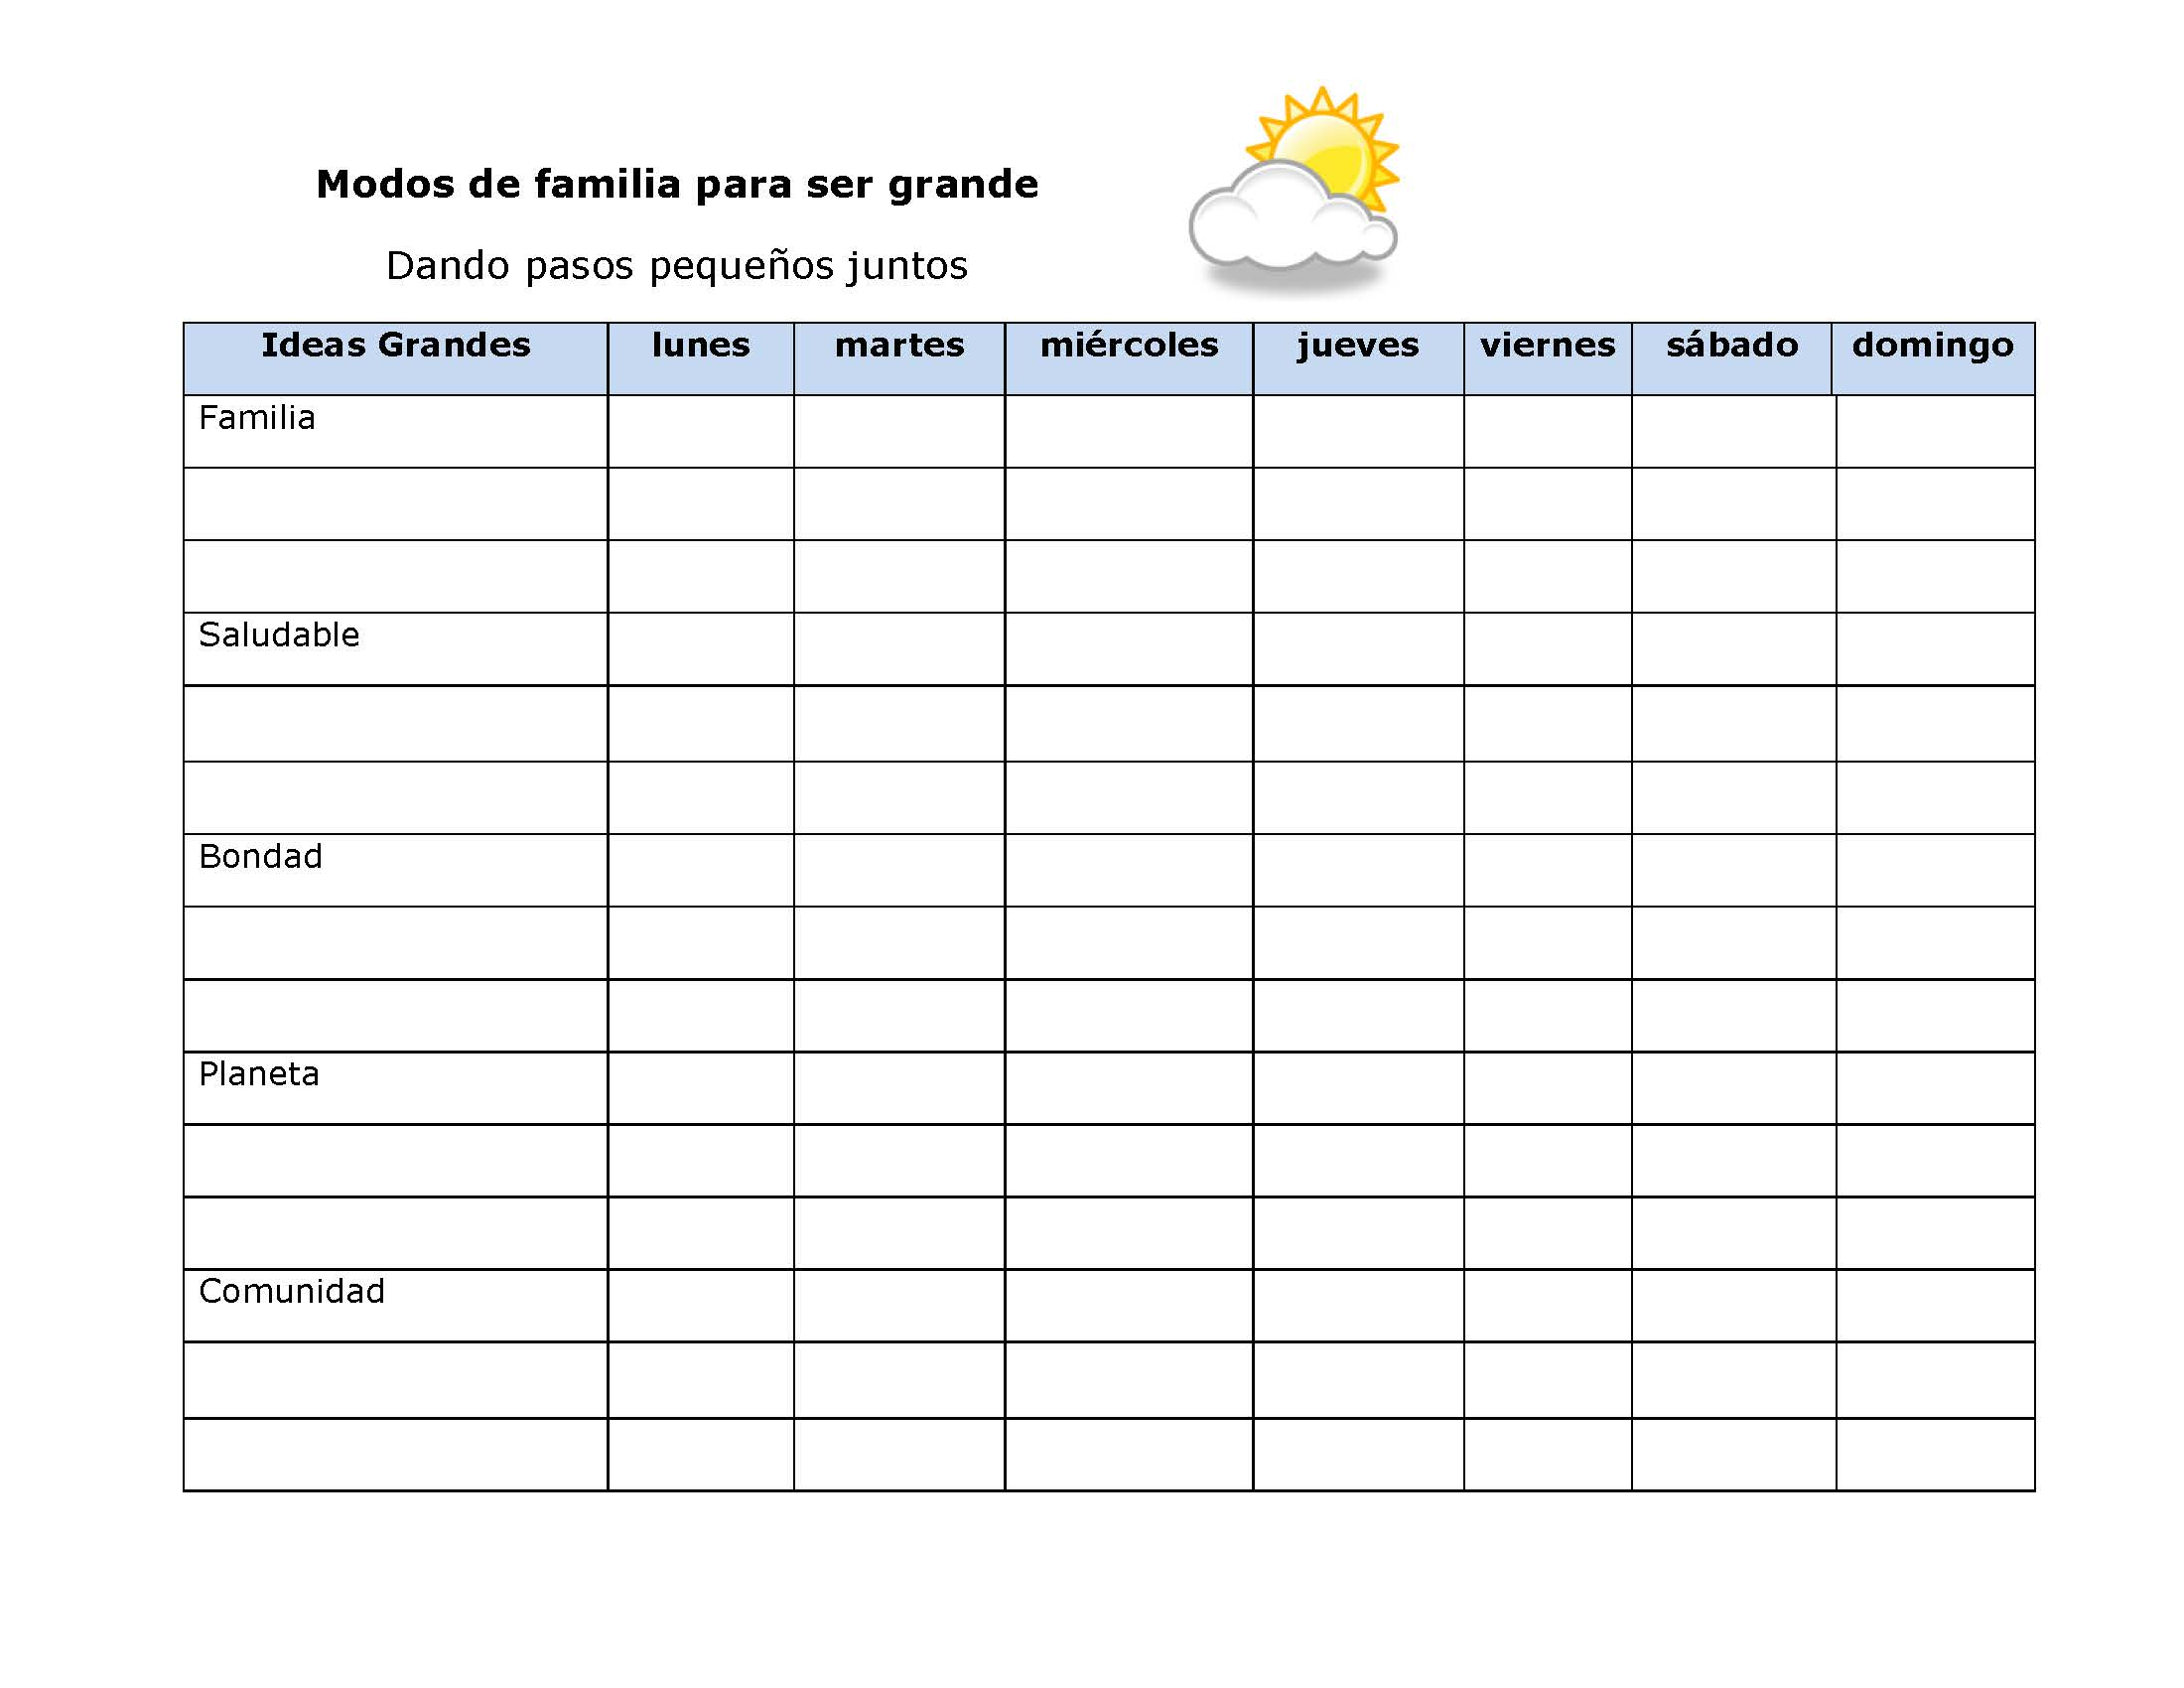 Modos de familia para ser grande
Dando pasos pequeños juntos
Ideas Grandes lunes martes miércoles jueves viernes sábado domingo
Familia
Saludable
Bondad
Planeta
Comunidad